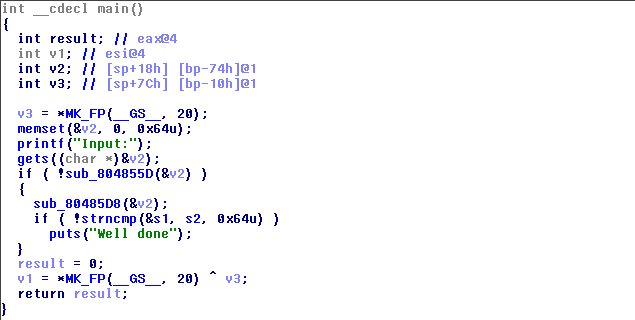 int __cdecl main()
{
  int result; // eax@4
  int v1; // esi@4
  int v2; // [sp+18h] [bp-74h]@1
  int v3; // [sp+7Ch] [bp-10h]@1

  v3 = *MK_FP(__GS__, 20);
  memset(&v2, 0, 0x64u);
  printf("Input:");
  gets((char *)&v2);
  if ( !sub_804855D(&v2) )
  {
    sub_80485D8(&v2);
    if ( !strncmp(&s1, s2, 0x64u) )
      puts("Well done");
  }
  result = 0;
  v1 = *MK_FP(__GS__, 20) ^ v3;
  return result;
}